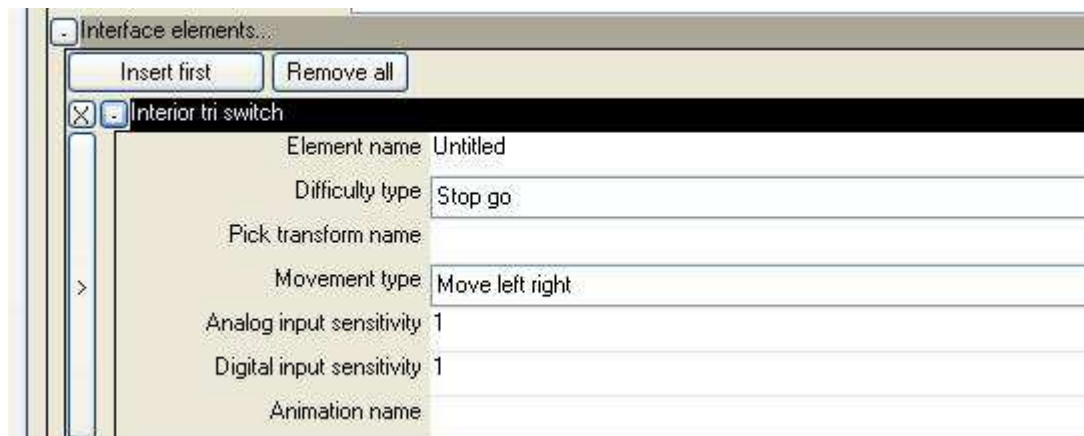 Interface elements...
Insert first Remove all
Interior tri switch
Element name Untitled
Difficulty type Stop go
Pick transform name
Movement type Move left right
Analog input sensitivity 1
Digital input sensitivity 1
Animation name